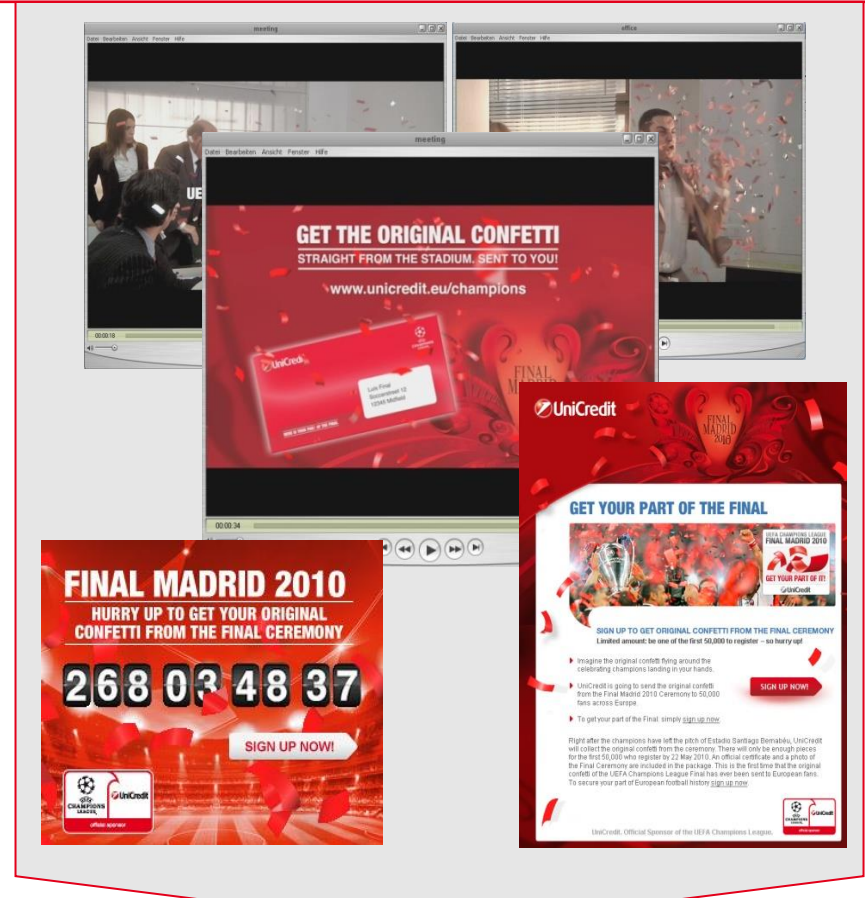 meeting
Datei Bearbeiten Ansicht Fenster Hilfe
UE
00:00:18
office
Datei Bearbeiten Ansicht Fenster Hilfe
meeting
Datei Bearbeiten Ansicht Fenster Hilfe
GET THE ORIGINAL CONFETTI
STRAIGHT FROM THE STADIUM. SENT TO YOU!
www.unicredit.eu/champions
UniCredit
Luis Final
12345
FINAL
MADRID
00:00:34
FINAL MADRID 2010
HURRY UP TO GET YOUR ORIGINAL
CONFETTI FROM THE FINAL CEREMONY
268 03 48 37
SIGN UP NOW!
UEFA
CHAMPIONS
LEAGUE
UniCredit
official sponsor
UniCredit
FINAL
MADRID
2010
GET YOUR PART OF THE FINAL
UEFA CHAMPIONS LEAGUE
FINAL MADRID 2010
GET YOUR PART OF IT!
UniCredit
SIGN UP TO GET ORIGINAL CONFETTI FROM THE FINAL CEREMONY
Limited amount: be one of the first 50,000 to register – so hurry up!
Imagine the original confetti flying around the
celebrating champions landing in your hands.
UniCredit is going to send the original confetti
from the Final Madrid 2010 Ceremony to 50,000
fans across Europe.
To get your part of the Final. simply sign up now.
SIGN UP NOW!
Right after the champions have left the pitch of Estadio Santiago Bernabéu, UniCredit
will collect the original confetti from the ceremony. There will only be enough pieces
for the first 50,000 who register by 22 May 2010. An official certificate and a photo of
the Final Ceremony are included in the package. This is the first time that the original
confetti of the UEFA Champions League Final has ever been sent to European fans.
To secure your part of European football history sign up now.
UniCredit. Official Sponsor of the UEFA Champions League.
UniCredit
official sponsor